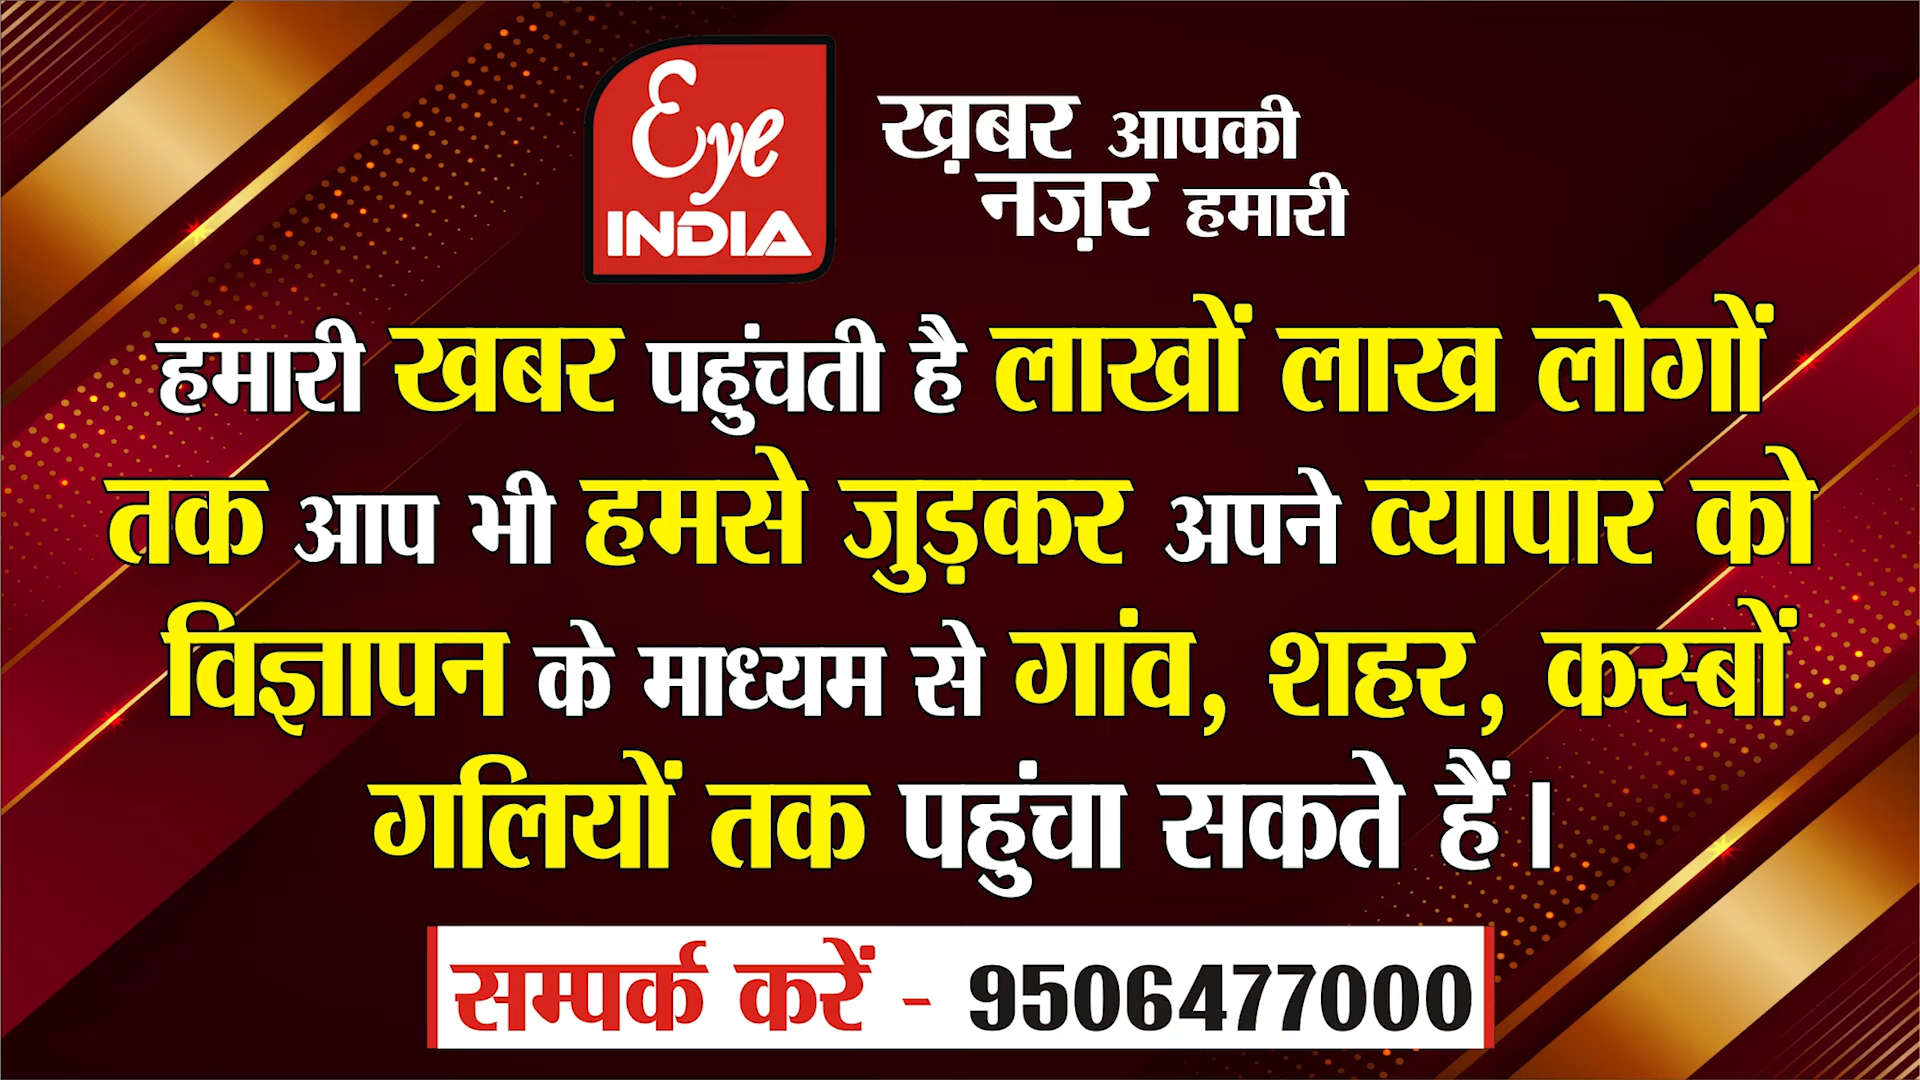 Eye
INDIA
ख़बर आपकी
नज़र हमारी
हमारी खबर पहुंचती है लाखों लाख लोगों
तक आप भी हमसे जुड़कर अपने व्यापार को
विज्ञापन के माध्यम से गांव, शहर, कस्बों
गलियों तक पहुंचा सकते हैं।
सम्पर्क करें - 9506477000